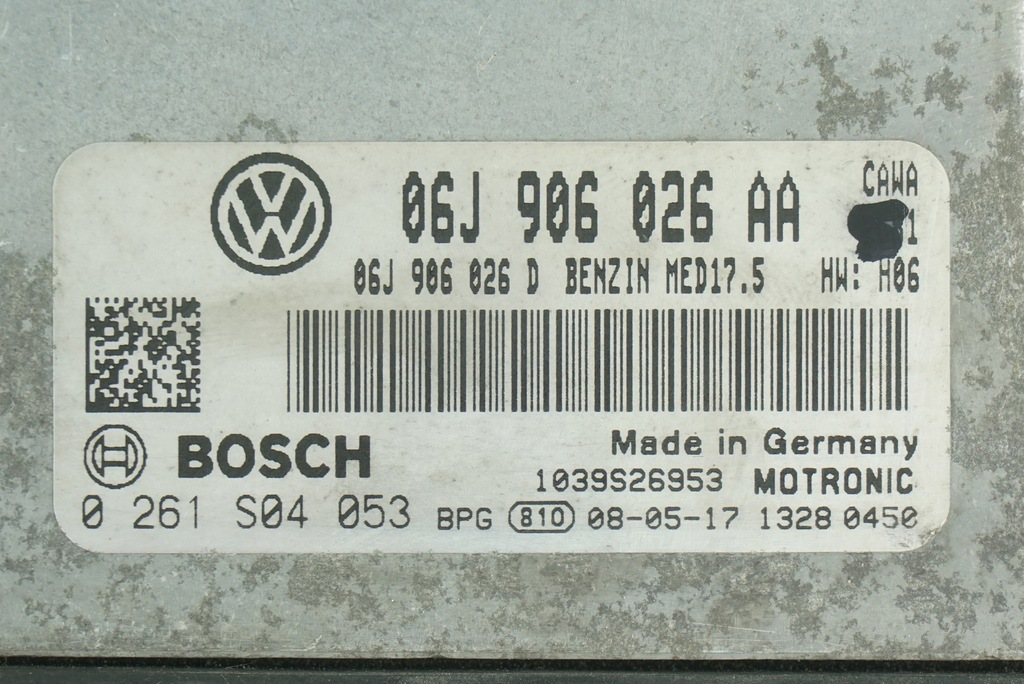 06J 906 026 AA
CAWA
1
06J 906 026 D BENZIN MED17.5 HW: H06
BOSCH
Made in Germany
1039S26953 MOTRONIC
0 261 S04 053 BPG 810 08-05-17 1328 0450